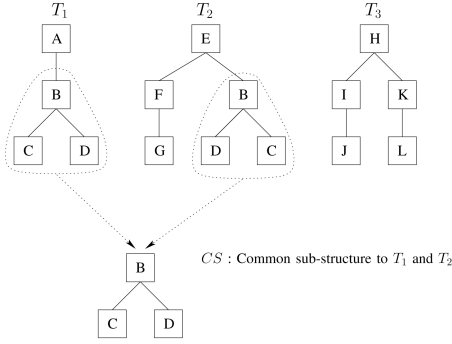 T1 T2 T3
A E H
B F B I K
C D G D C J L
B
CS : Common sub-structure to T1 and T2
C D